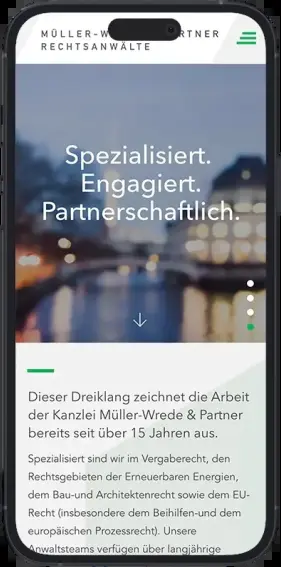 MÜLLER-W RTNER
RECHTSANWÄLTE
Spezialisiert.
Engagiert.
Partnerschaftlich.
Dieser Dreiklang zeichnet die Arbeit
der Kanzlei Müller-Wrede & Partner
bereits seit über 15 Jahren aus.
Spezialisiert sind wir im Vergaberecht, den
Rechtsgebieten der Erneuerbaren Energien,
dem Bau-und Architektenrecht sowie dem EU-
Recht (insbesondere dem Beihilfen-und dem
europäischen Prozessrecht). Unsere
Anwaltsteams verfügen über langjährige